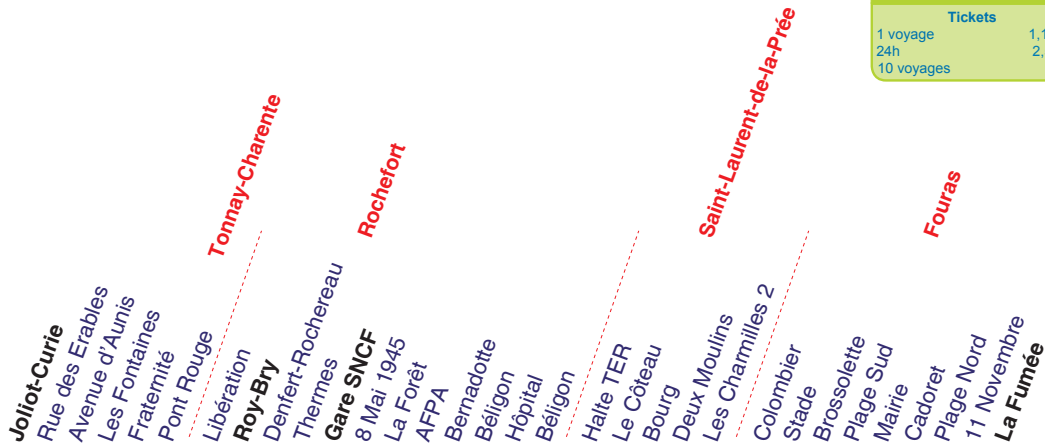 Tickets
1 voyage 1,1
24h 2,
10 voyages
Tonnay-Charente
Rochefort
Saint-Laurent-de-la-Prée
Fouras
Joliot-Curie
Rue des Erables
Avenue d'Aunis
Les Fontaines
Fraternité
Pont Rouge
Libération
Roy-Bry
Denfert-Rochereau
Thermes
Gare SNCF
8 Mai 1945
La Forêt
AFPA
Bernadotte
Béligon
Hôpital
Béligon
Halte TER
Le Côteau
Bourg
Deux Moulins
Les Charmilles 2
Colombier
Stade
Brossolette
Plage Sud
Mairie
Cadoret
Plage Nord
11 Novembre
La Fumée